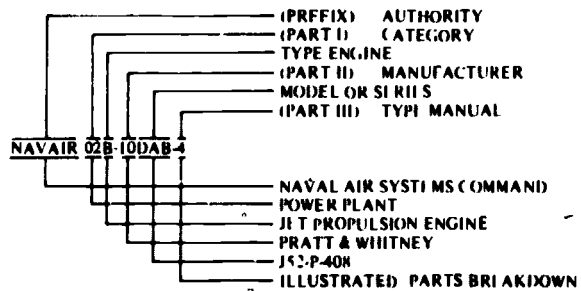 (PREFIX) AUTHORITY
(PART I) CATEGORY
TYPE ENGINE
(PART II) MANUFACTURER
MODEL OR SERIES
(PART III) TYPE MANUAL
NAVAIR 02B-10DAB-4
NAVAL AIR SYSTEMS COMMAND
POWER PLANT
JET PROPULSION ENGINE
PRATT & WHITNEY
J52-P-408
ILLUSTRATED PARTS BREAKDOWN